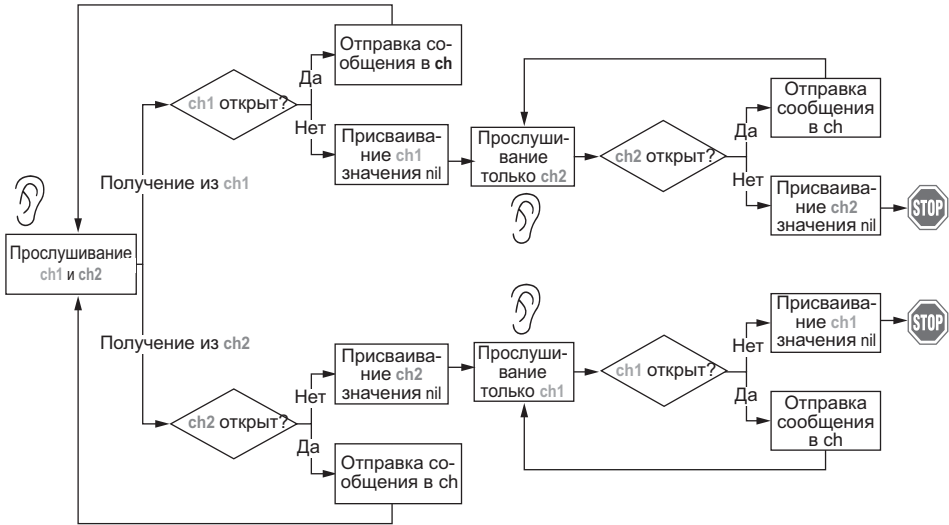 Отправка со-
общения в ch
Да
ch1 открыт?
Нет
Присваива-
ние ch1
значения nil
Получение из ch1
Прослуши-
вание
только ch2
ch2 открыт?
Да
Отправка
сообщения
в ch
Нет
Присваива-
ние ch2
значения nil
STOP
Прослушивание
ch1 и ch2
Получение из ch2
Присваива-
ние ch2
значения nil
Нет
ch2 открыт?
Да
Отправка со-
общения в ch
Прослуши-
вание
только ch1
ch1 открыт?
Нет
Присваива-
ние ch1
значения nil
STOP
Да
Отправка
сообщения
в ch